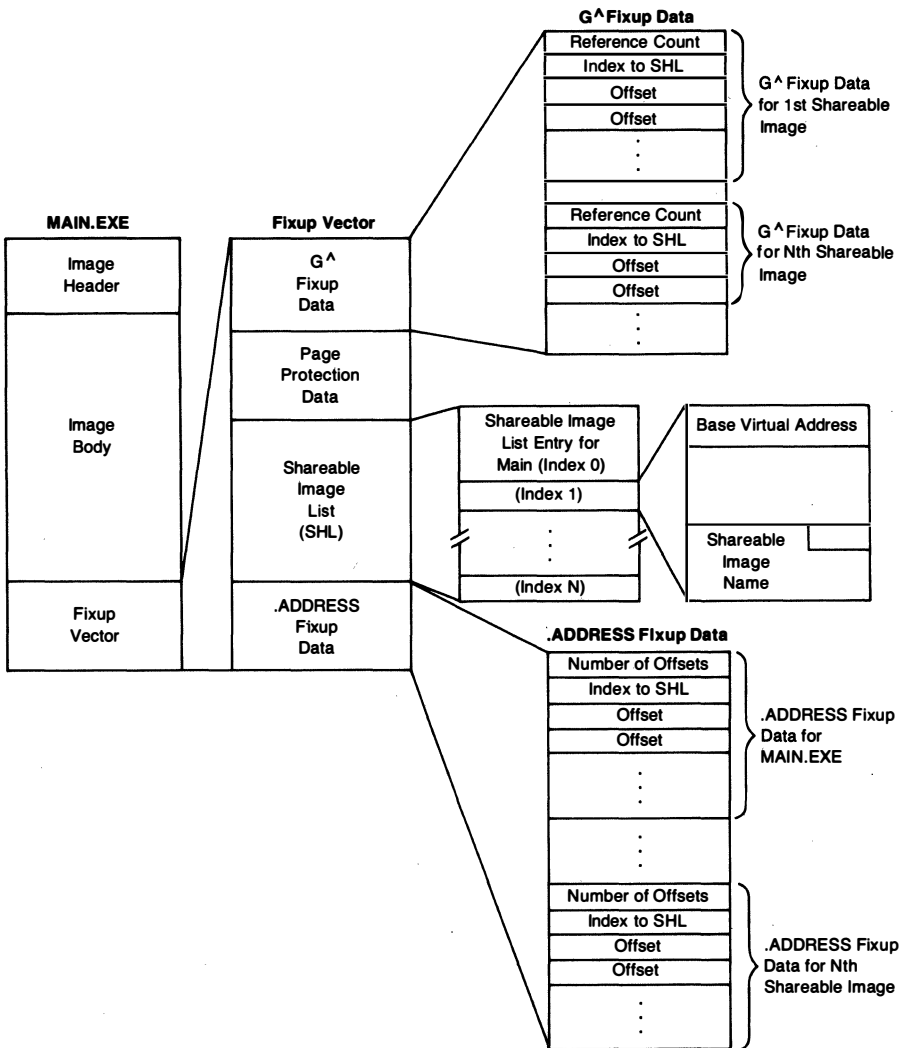 G^Fixup Data
Reference Count
Index to SHL
Offset
Offset
G^ Fixup Data
for 1st Shareable
Image
Reference Count
Index to SHL
Offset
Offset
G^ Fixup Data
for Nth Shareable
Image
MAIN.EXE
Image
Header
Image
Body
Fixup
Vector
Fixup Vector
G^
Fixup
Data
Page
Protection
Data
Shareable
Image
List
(SHL)
.ADDRESS
Fixup
Data
Shareable Image
List Entry for
Main (Index 0)
(Index 1)
(Index N)
Base Virtual Address
Shareable
Image
Name
.ADDRESS Fixup Data
Number of Offsets
Index to SHL
Offset
Offset
.ADDRESS Fixup
Data for
MAIN.EXE
Number of Offsets
Index to SHL
Offset
Offset
.ADDRESS Fixup
Data for Nth
Shareable Image